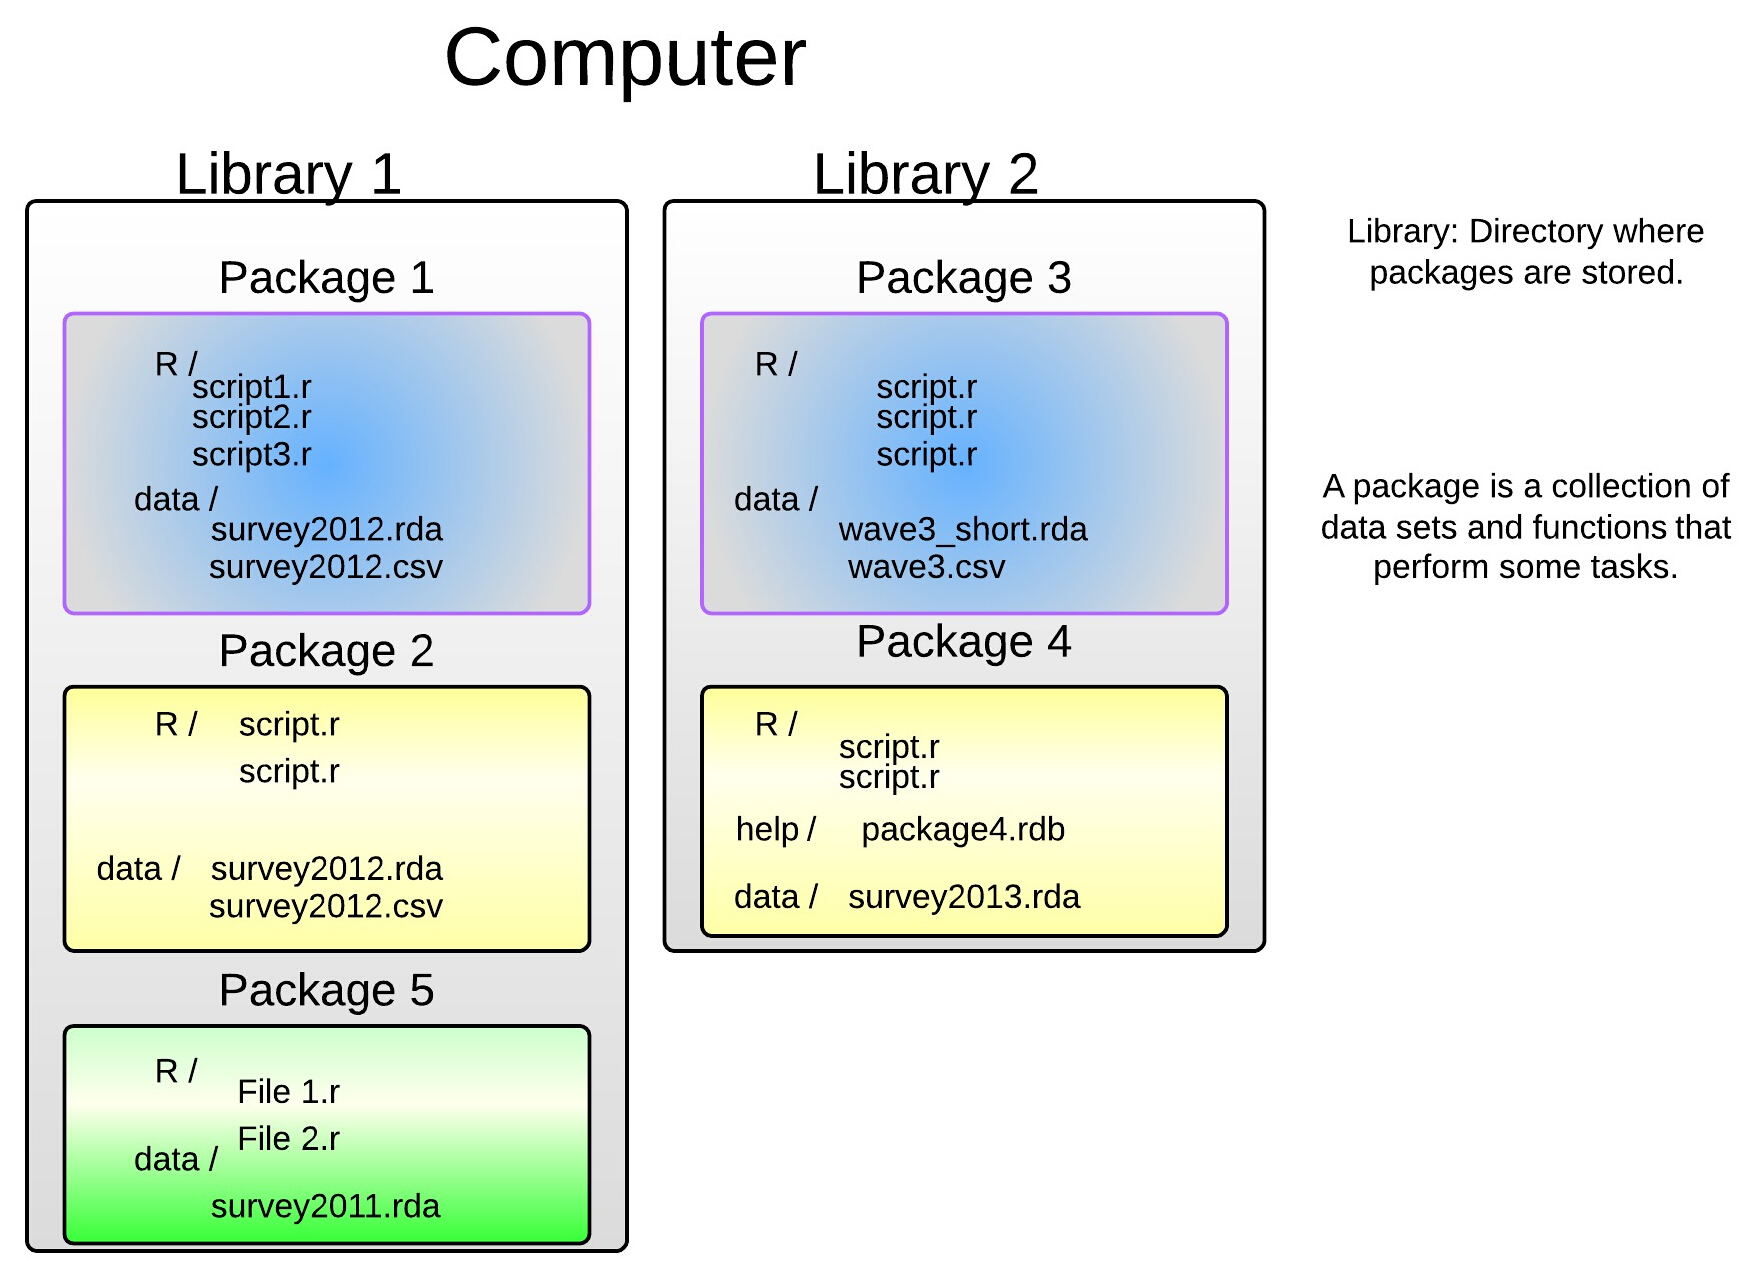 Computer
Library 1
Package 1
R /
script1.r
script2.r
script3.r
data /
survey2012.rda
survey2012.csv
Package 2
R / script.r
script.r
data / survey2012.rda
survey2012.csv
Package 5
R /
File 1.r
File 2.r
data /
survey2011.rda
Library 2
Package 3
R /
script.r
script.r
script.r
data /
wave3_short.rda
wave3.csv
Package 4
R /
script.r
script.r
help / package4.rdb
data / survey2013.rda
Library: Directory where
packages are stored.
A package is a collection of
data sets and functions that
perform some tasks.